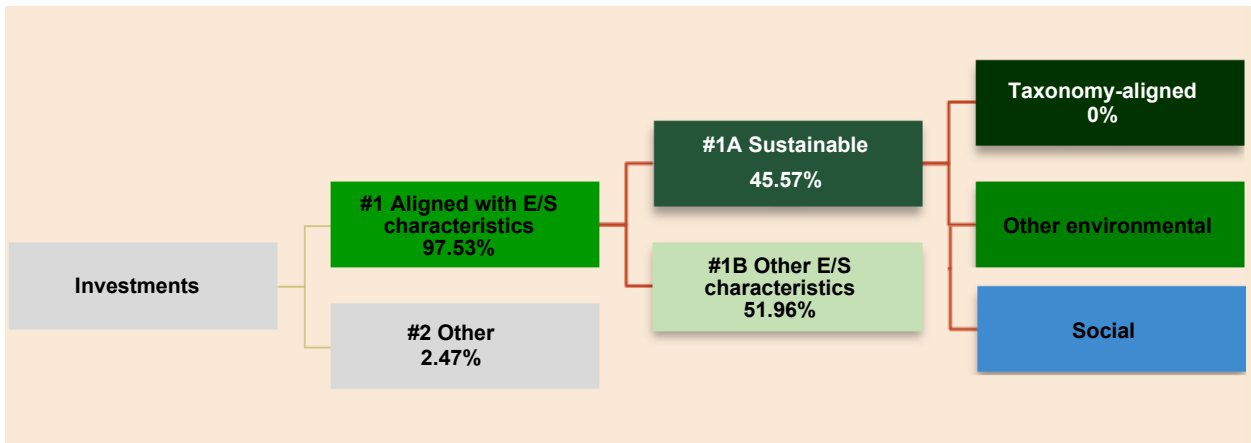 Investments
#1 Aligned with E/S
characteristics
97.53%
#2 Other
2.47%
#1A Sustainable
45.57%
#1B Other E/S
characteristics
51.96%
Taxonomy-aligned
0%
Other environmental
Social